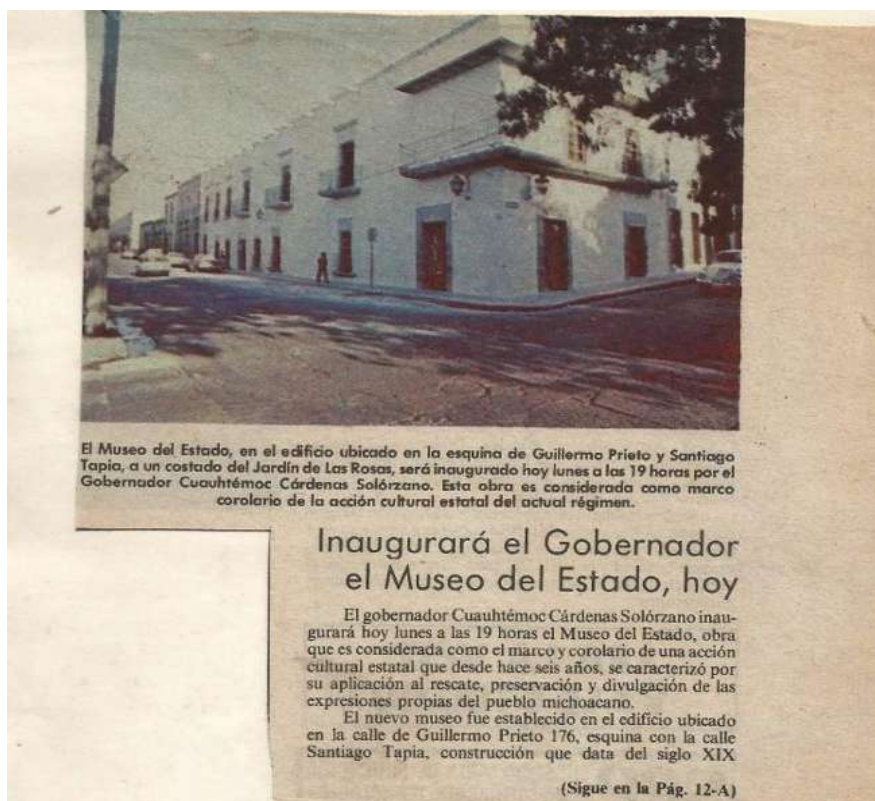 El Museo del Estado, en el edificio ubicado en la esquina de Guillermo Prieto y Santiago
Tapia, a un costado del Jardín de Las Rosas, será inaugurado hoy lunes a las 19 horas por el
Gobernador Cuauhtémoc Cárdenas Solórzano. Esta obra es considerada como marco
corolario de la acción cultural estatal del actual régimen.
Inaugurará el Gobernador
el Museo del Estado, hoy
El gobernador Cuauhtémoc Cárdenas Solórzano inau-
gurará hoy lunes a las 19 horas el Museo del Estado, obra
que es considerada como el marco y corolario de una acción
cultural estatal que desde hace seis años, se caracterizó por
su aplicación al rescate, preservación y divulgación de las
expresiones propias del pueblo michoacano.
El nuevo museo fue establecido en el edificio ubicado
en la calle de Guillermo Prieto 176, esquina con la calle
Santiago Tapia, construcción que data del siglo XIX
(Sigue en la Pág. 12-A)